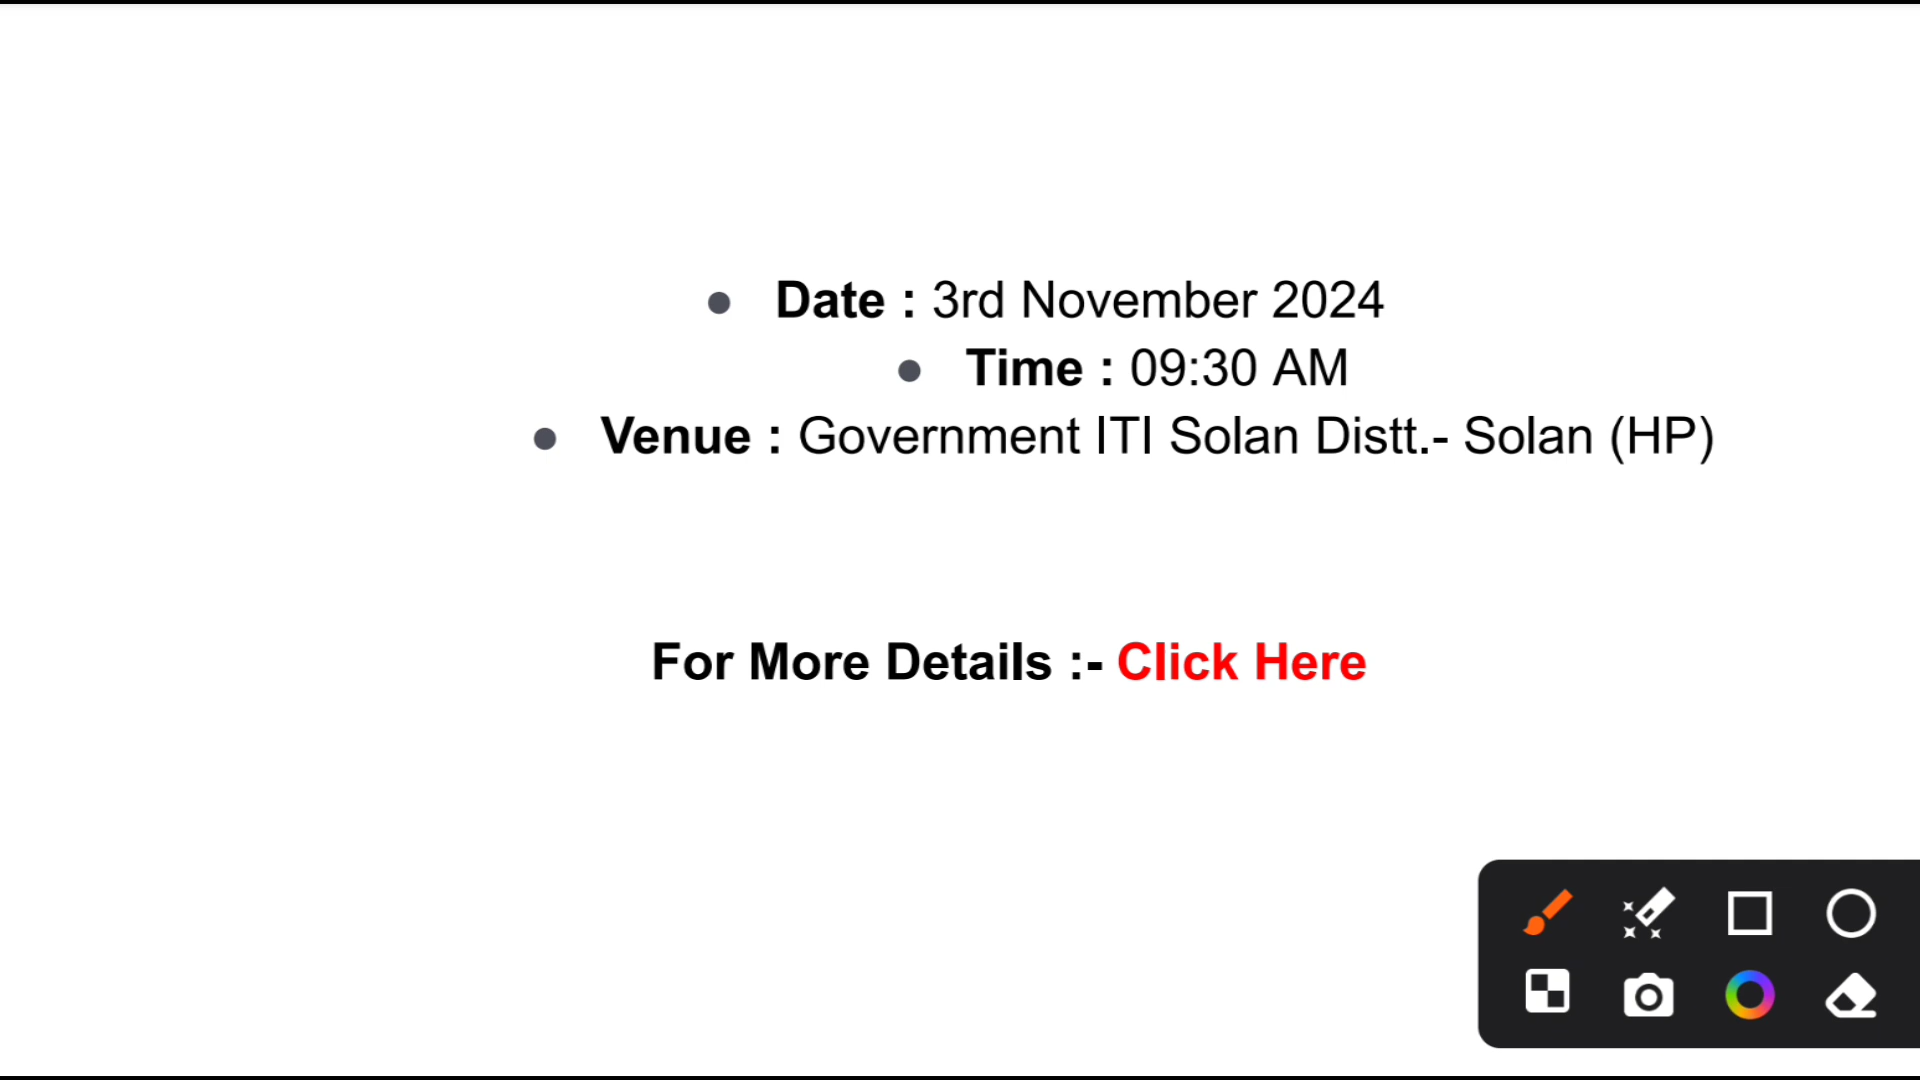 Date : 3rd November 2024
Time : 09:30 AM
Venue : Government ITI Solan Distt.- Solan (HP)
For More Details :- Click Here